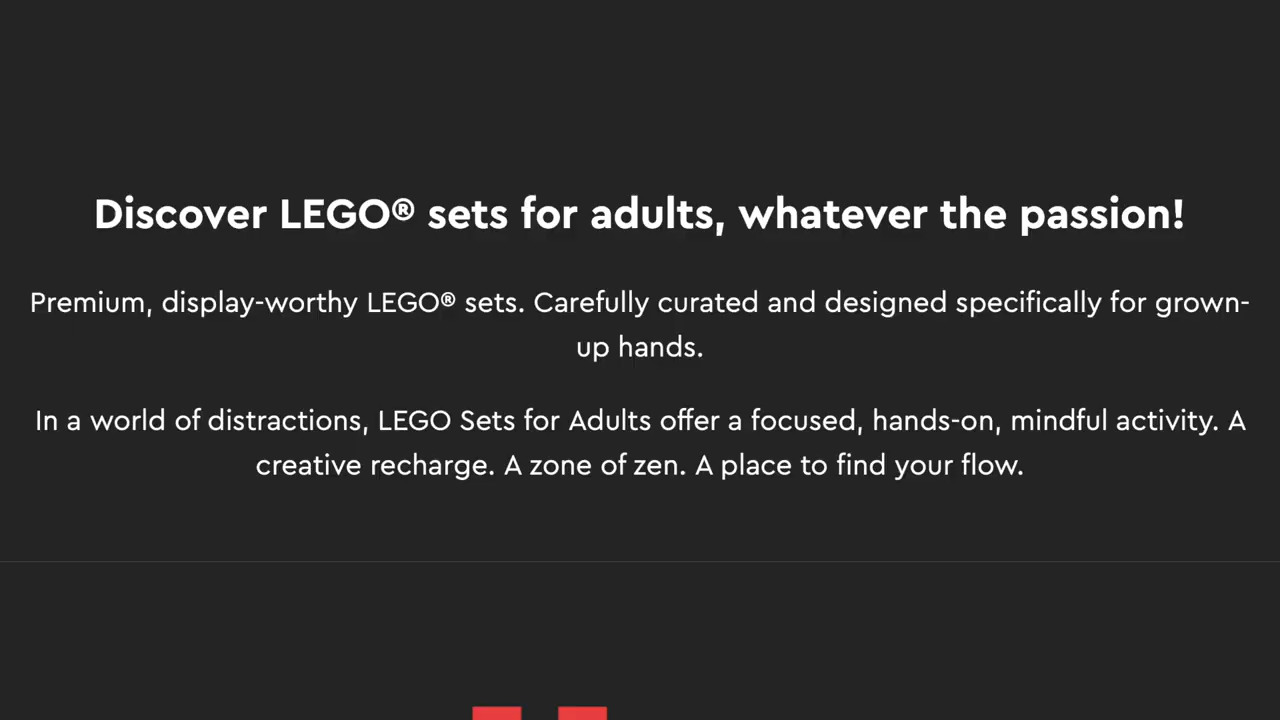 Discover LEGO® sets for adults, whatever the passion!
Premium, display-worthy LEGO® sets. Carefully curated and designed specifically for grown-
up hands.
In a world of distractions, LEGO Sets for Adults offer a focused, hands-on, mindful activity. A
creative recharge. A zone of zen. A place to find your flow.